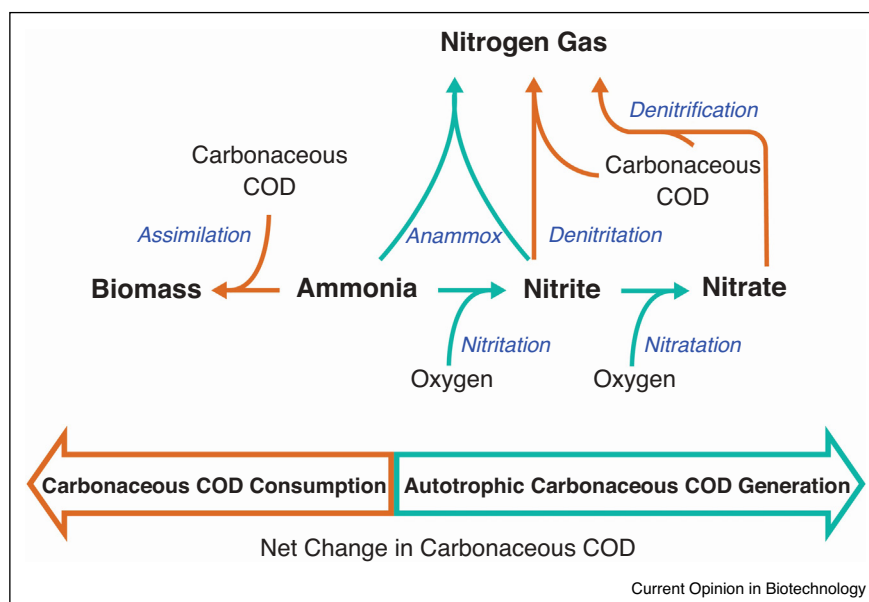 Nitrogen Gas
Denitrification
Carbonaceous
COD
Carbonaceous
COD
Assimilation
Anammox
Denitritation
Biomass
Ammonia
Nitrite
Nitrate
Nitritation
Nitratation
Oxygen
Oxygen
Carbonaceous COD Consumption
Autotrophic Carbonaceous COD Generation
Net Change in Carbonaceous COD
Current Opinion in Biotechnology